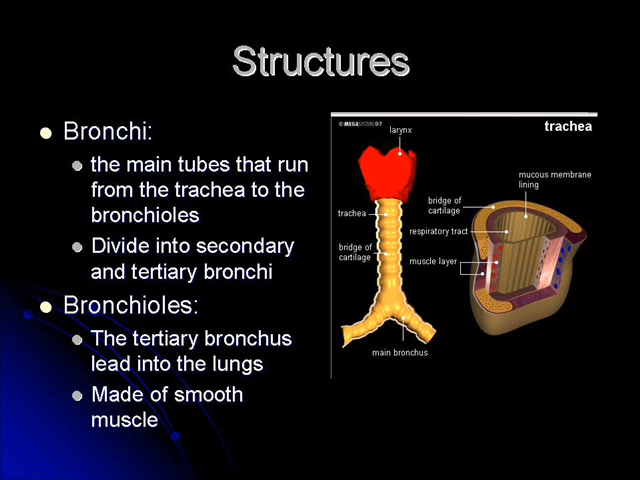 Structures
Bronchi:
the main tubes that run
from the trachea to the
bronchioles
Divide into secondary
and tertiary bronchi
Bronchioles:
The tertiary bronchus
lead into the lungs
Made of smooth
muscle
© MEGASYSTEMS 97
trachea
larynx
trachea
bridge of
cartilage
main bronchus
mucous membrane
lining
bridge of
cartilage
respiratory tract
muscle layer